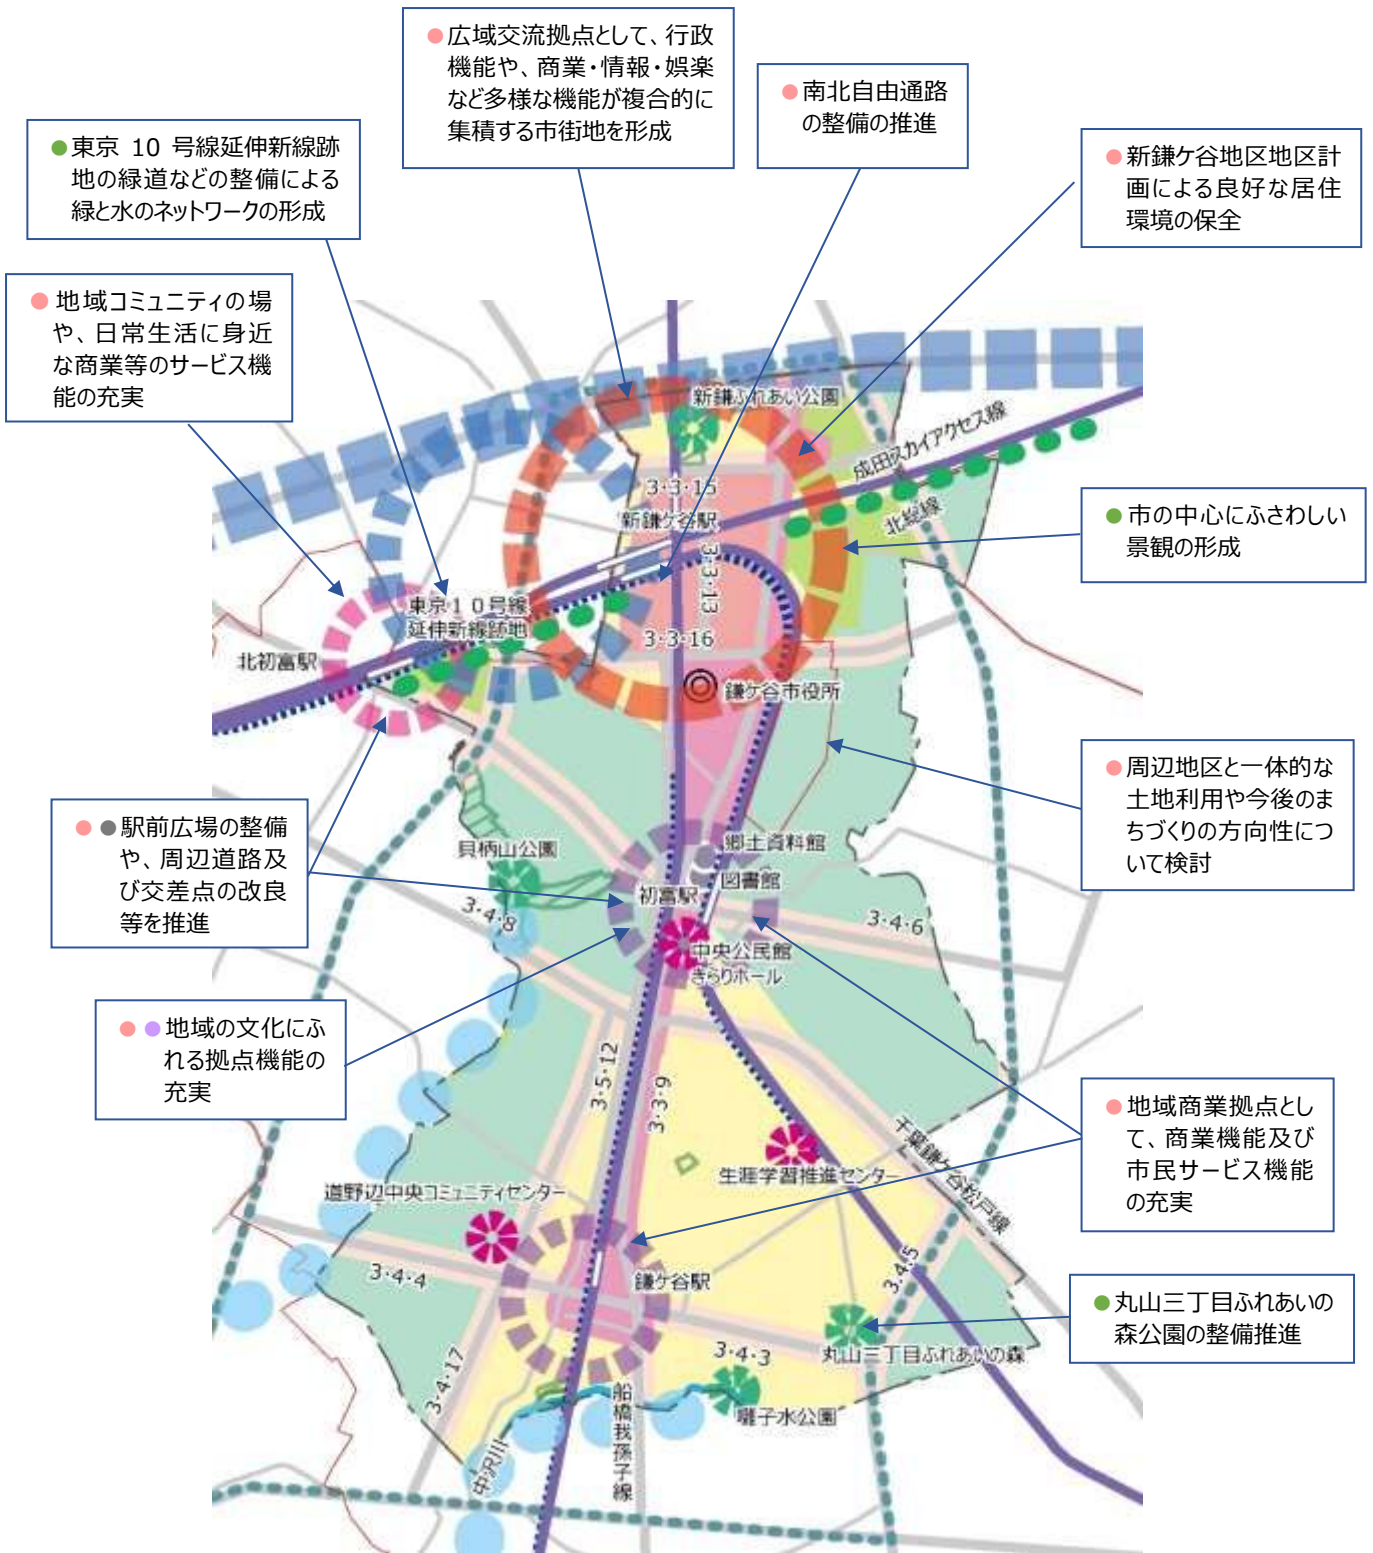 ●広域交流拠点として、行政
機能や、商業・情報・娯楽
など多様な機能が複合的に
集積する市街地を形成
●南北自由通路
の整備の推進
●東京 10 号線延伸新線跡
地の緑道などの整備による
緑と水のネットワークの形成
●新鎌ケ谷地区地区計
画による良好な居住
環境の保全
●地域コミュニティの場
や、日常生活に身近
な商業等のサービス機
能の充実
新鎌ふれあい公園
成田スカイアクセス線
3・3・15
新鎌ケ谷駅
北総線
●市の中心にふさわしい
景観の形成
3・3・13
東京１０号線
延伸新線跡地
3・3・16
北初富駅
鎌ケ谷市役所
●周辺地区と一体的な
土地利用や今後のま
ちづくりの方向性につ
いて検討
●●駅前広場の整備
や、周辺道路及
び交差点の改良
等を推進
郷土資料館
貝柄山公園
図書館
初富駅
3・4・8
3・4・6
中央公民館
きらりホール
●●地域の文化にふ
れる拠点機能の
充実
3・5・12
3・3・9
●地域商業拠点とし
て、商業機能及び
市民サービス機能
の充実
千葉鎌ケ谷松戸線
生涯学習推進センター
道野辺中央コミュニティセンター
3・4・4
鎌ケ谷駅
3・4・5
●丸山三丁目ふれあいの
森公園の整備推進
3・4・3
丸山三丁目ふれあいの森
3・4・17
船橋我孫子線
囃子水公園
中沢川